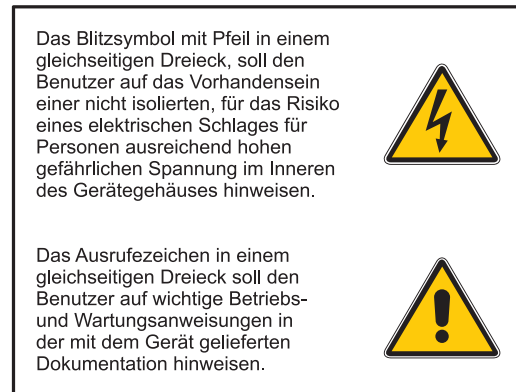 Das Blitzsymbol mit Pfeil in einem
gleichseitigen Dreieck, soll den
Benutzer auf das Vorhandensein
einer nicht isolierten, für das Risiko
eines elektrischen Schlages für
Personen ausreichend hohen
gefährlichen Spannung im Inneren
des Gerätegehäuses hinweisen.
Das Ausrufezeichen in einem
gleichseitigen Dreieck soll den
Benutzer auf wichtige Betriebs-
und Wartungsanweisungen in
der mit dem Gerät gelieferten
Dokumentation hinweisen.